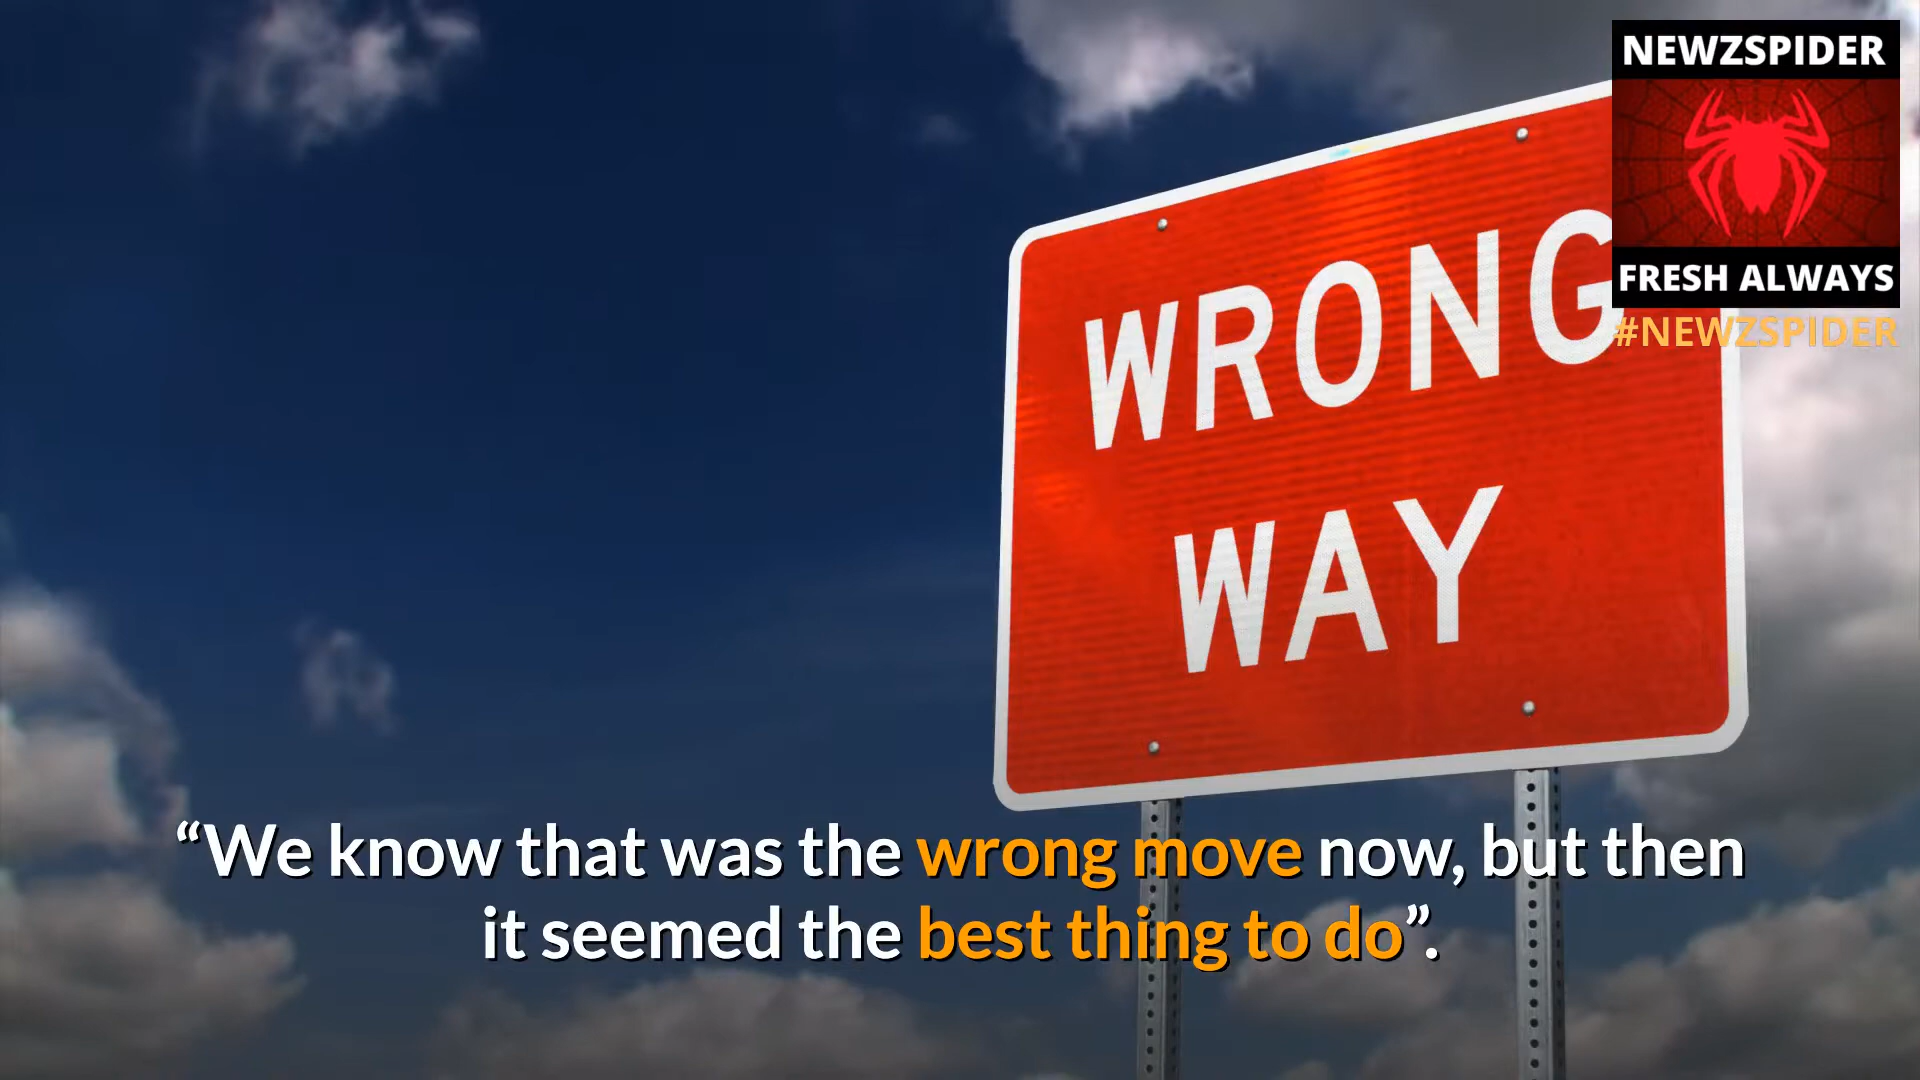 NEWZSPIDER
FRESH ALWAYS
#NEWZSPIDER
WRONG
WAY
“We know that was the wrong move now, but then
it seemed the best thing to do”.